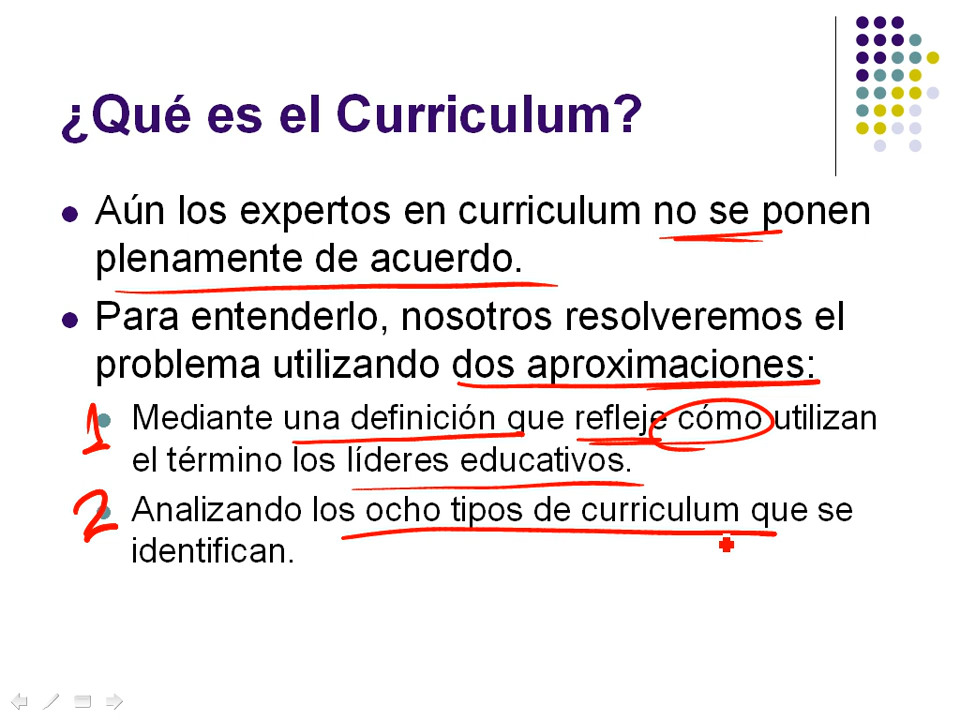 ¿Qué es el Curriculum?
Aún los expertos en curriculum no se ponen
plenamente de acuerdo.
Para entenderlo, nosotros resolveremos el
problema utilizando dos aproximaciones:
1 Mediante una definición que refleje cómo utilizan
el término los líderes educativos.
2 Analizando los ocho tipos de curriculum que se
identifican.